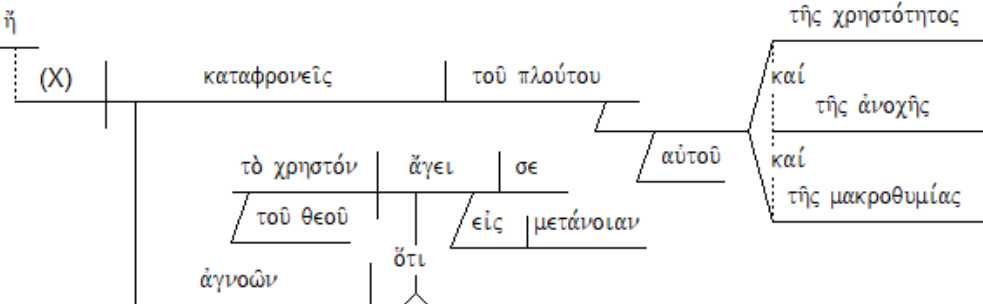 ἤ
τῆς χρηστότητος
(X) καταφρονεῖς τοῦ πλούτου καί
τῆς ἀνοχῆς
τὸ χρηστόν ἄγει σε αὐτοῦ καί
τῆς μακροθυμίας
τοῦ θεοῦ εἰς μετάνοιαν
ὅτι
ἀγνοῶν